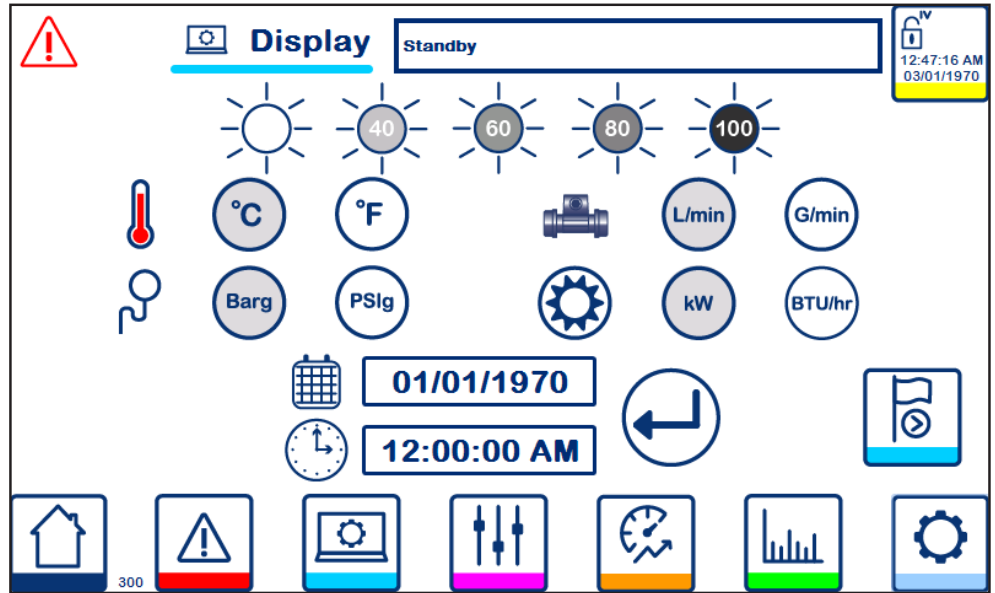 Display
Standby
IV
12:47:16 AM
03/01/1970
40 60 80 100
°C °F L/min G/min
Barg PSIg kW BTU/hr
01/01/1970
12:00:00 AM
300